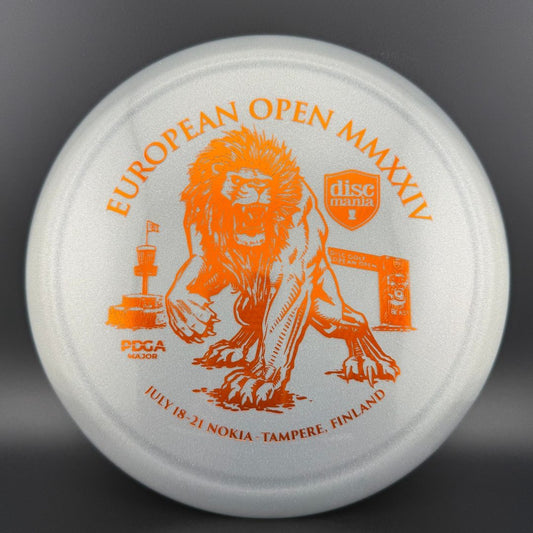 EUROPEAN OPEN MMXXIV
disc
mania
PDGA
MAJOR
JULY 18-21 NOKIA-TAMPERE, FINLAND